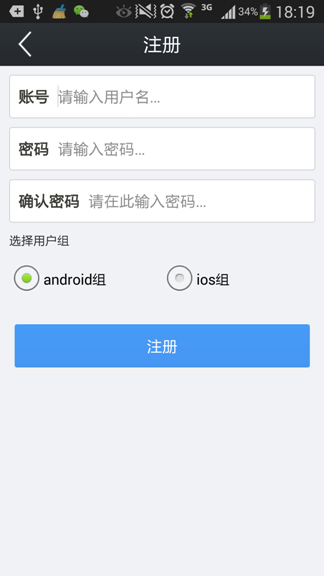 3G 34% 18:19
注册
账号 请输入用户名...
密码 请输入密码...
确认密码 请在此输入密码...
选择用户组
android组 ios组
注册